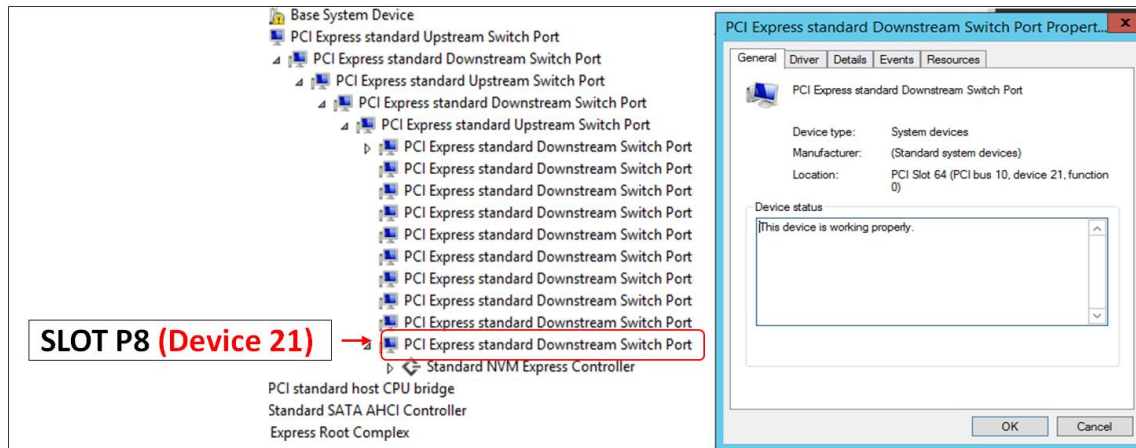 Base System Device
PCI Express standard Upstream Switch Port
PCI Express standard Downstream Switch Port
PCI Express standard Upstream Switch Port
PCI Express standard Downstream Switch Port
PCI Express standard Upstream Switch Port
PCI Express standard Downstream Switch Port
PCI Express standard Downstream Switch Port
PCI Express standard Downstream Switch Port
PCI Express standard Downstream Switch Port
PCI Express standard Downstream Switch Port
PCI Express standard Downstream Switch Port
PCI Express standard Downstream Switch Port
PCI Express standard Downstream Switch Port
PCI Express standard Downstream Switch Port
PCI Express standard Downstream Switch Port
Standard NVM Express Controller
PCI standard host CPU bridge
Standard SATA AHCI Controller
Express Root Complex
SLOT P8 (Device 21)
PCI Express standard Downstream Switch Port Propert...
x
General Driver Details Events Resources
PCI Express standard Downstream Switch Port
Device type: System devices
Manufacturer: (Standard system devices)
Location: PCI Slot 64 (PCI bus 10, device 21, function
0)
Device status
This device is working properly.
OK Cancel